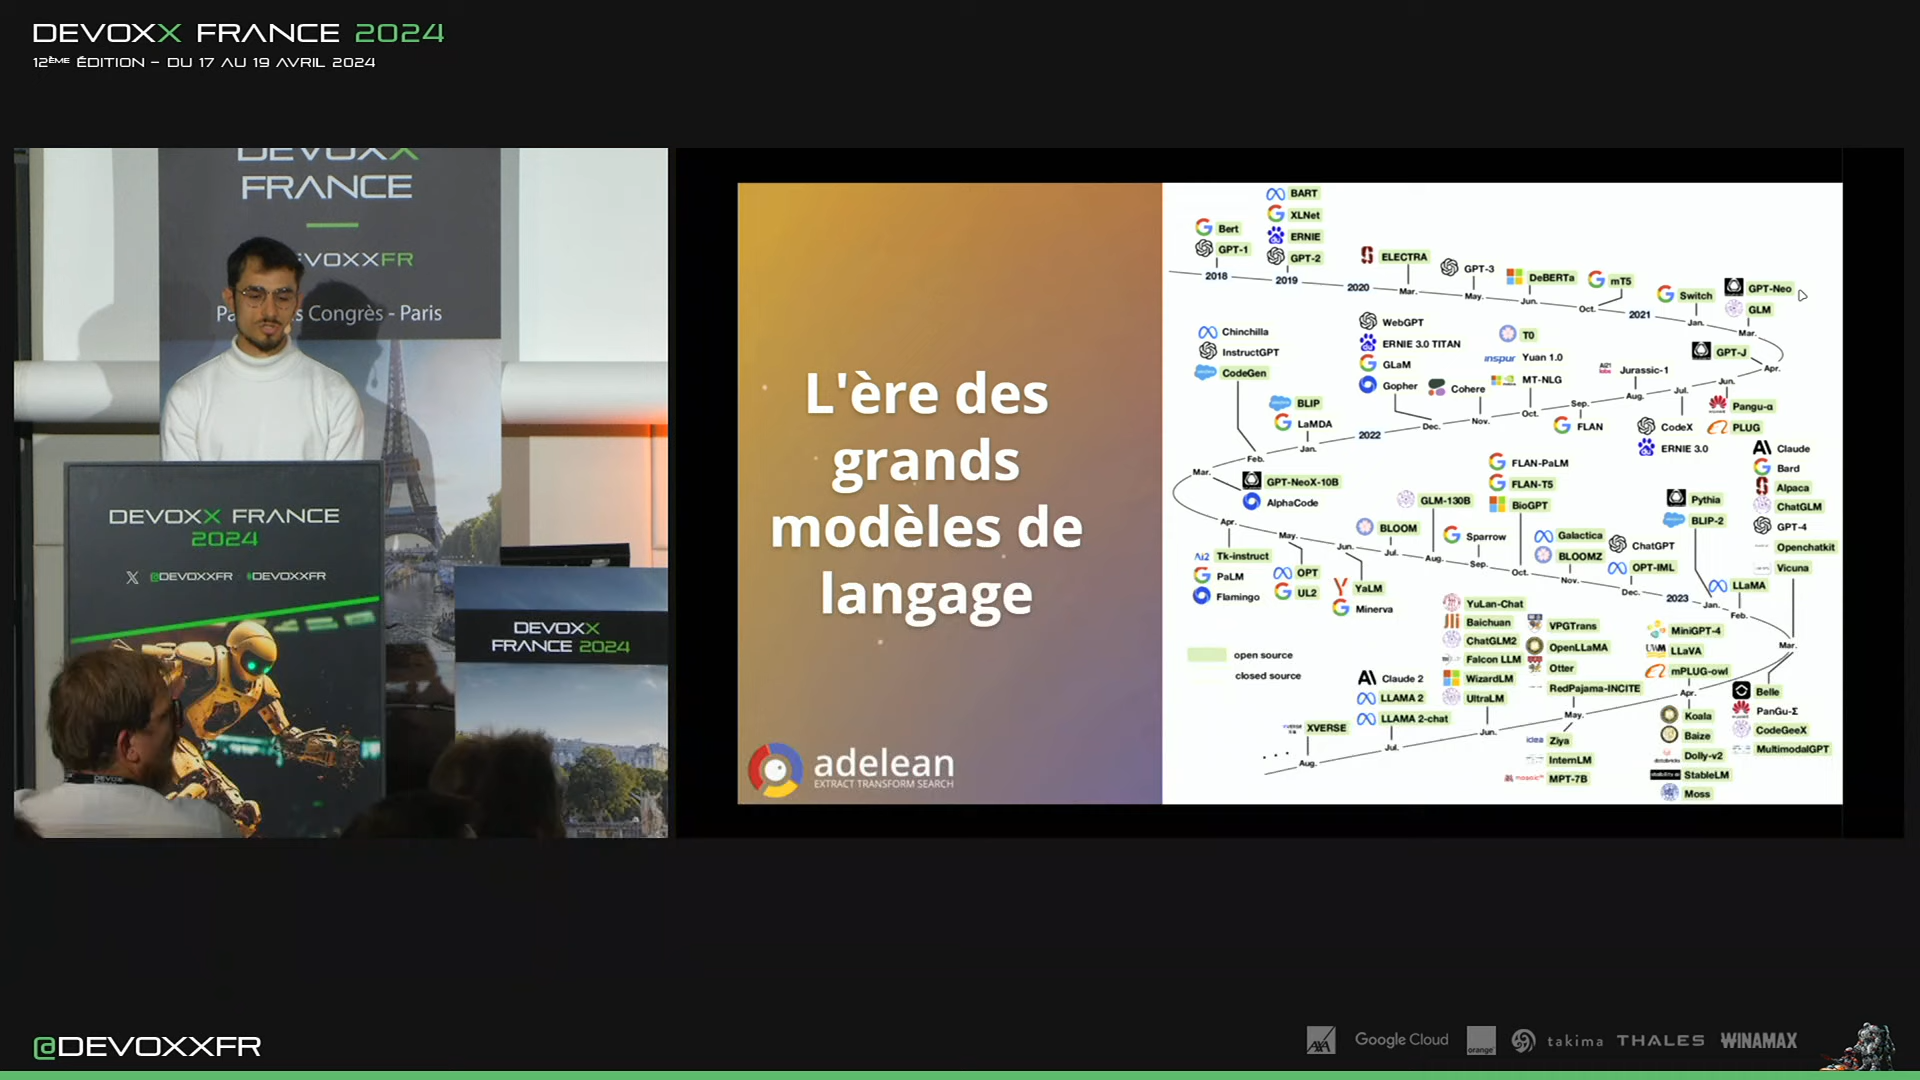 DEVOXX FRANCE 2024
12ÈME ÉDITION – DU 17 AU 19 AVRIL 2024
DEVOXX
FRANCE
DEVOXXFR
Congrès - Paris
DEVOXX FRANCE
2024
@DEVOXXFR
#DEVOXXFR
DEVOXX
FRANCE 2024
L'ère des
grands
modèles de
langage
adelean
EXTRACT TRANSFORM SEARCH
BART
XLNet
ERNIE
GPT-2
Bert
GPT-1
2018
2019
ELECTRA
2020
Mar.
GPT-3
May.
DeBERTa
Jun.
mT5
Oct.
2021
Switch
Jan.
GPT-Neo
GLM
Mar.
Apr.
GPT-J
Jun.
Pangu-α
PLUG
Jul.
CodeX
ERNIE 3.0
Jurassic-1
Aug.
Sep.
FLAN
T0
inspur Yuan 1.0
MT-NLG
Oct.
Cohere
Nov.
WebGPT
ERNIE 3.0 TITAN
GLaM
Gopher
Dec.
2022
BLIP
LaMDA
Jan.
Chinchilla
InstructGPT
CodeGen
Feb.
Mar.
GPT-NeoX-10B
AlphaCode
Apr.
Ai2 Tk-instruct
PaLM
Flamingo
May.
OPT
UL2
Jun.
YaLM
Minerva
BLOOM
Jul.
GLM-130B
Aug.
Sparrow
Sep.
FLAN-PaLM
FLAN-T5
BioGPT
Oct.
Galactica
BLOOMZ
Nov.
ChatGPT
OPT-IML
Dec.
2023
Pythia
BLIP-2
Jan.
LLaMA
Feb.
Claude
Bard
Alpaca
ChatGLM
GPT-4
Openchatkit
Vicuna
Mar.
Belle
PanGu-Σ
CodeGeeX
MultimodalGPT
MiniGPT-4
LLaVA
mPLUG-owl
Apr.
Koala
Baize
Dolly-v2
StableLM
Moss
VPGTrans
OpenLLaMA
Otter
RedPajama-INCITE
May.
idea Ziya
InternLM
MPT-7B
YuLan-Chat
Baichuan
ChatGLM2
Falcon LLM
WizardLM
UltraLM
Jun.
Claude 2
LLAMA 2
LLAMA 2-chat
Jul.
XVERSE
Aug.
open source
closed source
@DEVOXXFR
AXA
Google Cloud
orange
takima
THALES
WINAMAX